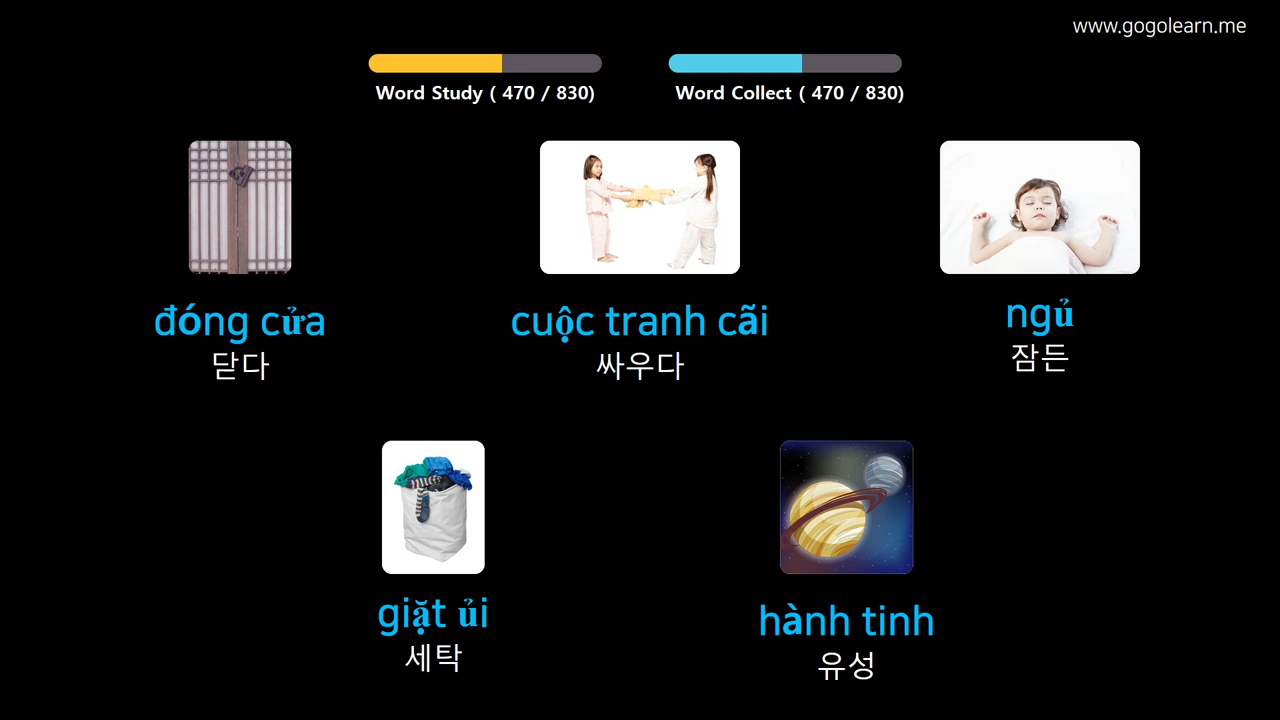 www.gogolearn.me
Word Study ( 470 / 830)
Word Collect ( 470 / 830)
đóng cửa
닫다
cuộc tranh cãi
싸우다
ngủ
잠든
giặt ủi
세탁
hành tinh
유성